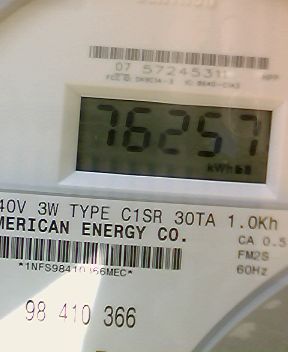 07 572453
76257
kWh
40V 3W TYPE C1SR 30TA 1.0Kh
MERICAN ENERGY CO.
CA 0.5
FM2S
60Hz
98 410 366